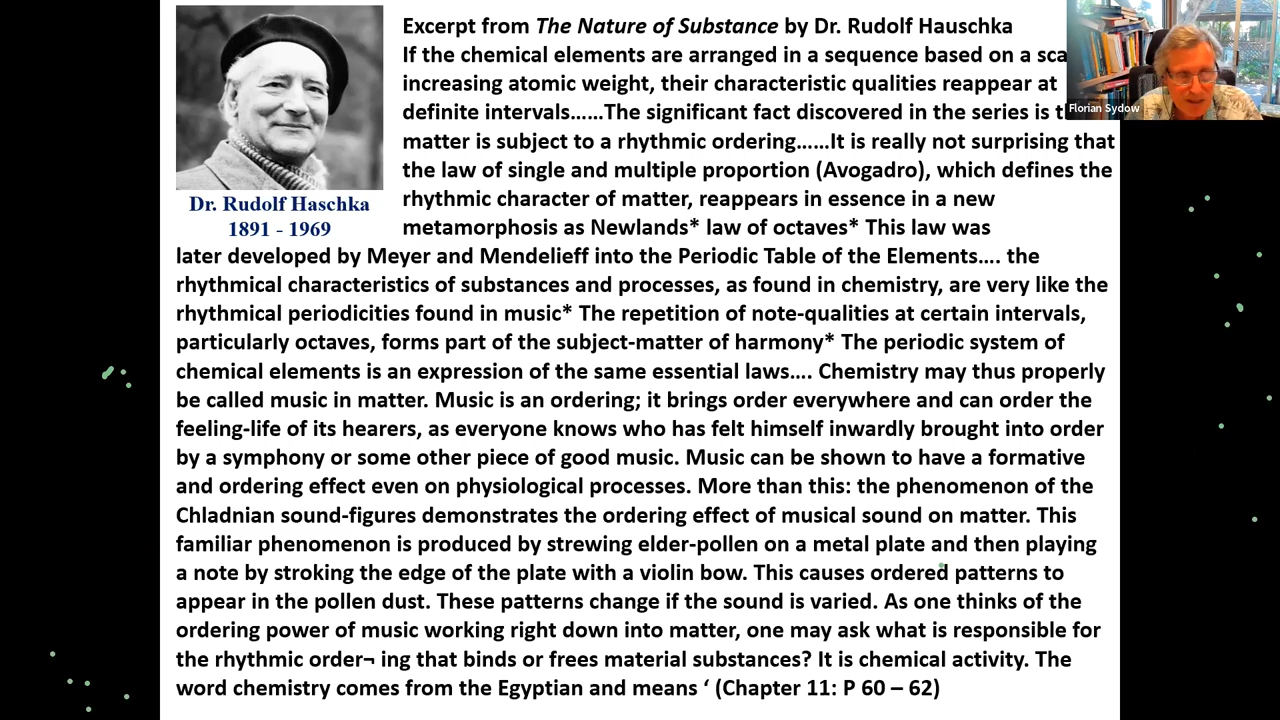 Excerpt from The Nature of Substance by Dr. Rudolf Hauschka
If the chemical elements are arranged in a sequence based on a
increasing atomic weight, their characteristic qualities reappear at
definite intervals......The significant fact discovered in the series is
matter is subject to a rhythmic ordering......It is really not surprising that
the law of single and multiple proportion (Avogadro), which defines the
rhythmic character of matter, reappears in essence in a new
metamorphosis as Newlands* law of octaves* This law was
Dr. Rudolf Haschka
1891 - 1969
later developed by Meyer and Mendelieff into the Periodic Table of the Elements…. the
rhythmical characteristics of substances and processes, as found in chemistry, are very like the
rhythmical periodicities found in music* The repetition of note-qualities at certain intervals,
particularly octaves, forms part of the subject-matter of harmony* The periodic system of
chemical elements is an expression of the same essential laws…. Chemistry may thus properly
be called music in matter. Music is an ordering; it brings order everywhere and can order the
feeling-life of its hearers, as everyone knows who has felt himself inwardly brought into order
by a symphony or some other piece of good music. Music can be shown to have a formative
and ordering effect even on physiological processes. More than this: the phenomenon of the
Chladnian sound-figures demonstrates the ordering effect of musical sound on matter. This
familiar phenomenon is produced by strewing elder-pollen on a metal plate and then playing
a note by stroking the edge of the plate with a violin bow. This causes ordered patterns to
appear in the pollen dust. These patterns change if the sound is varied. As one thinks of the
ordering power of music working right down into matter, one may ask what is responsible for
the rhythmic order¬ ing that binds or frees material substances? It is chemical activity. The
word chemistry comes from the Egyptian and means ‘ (Chapter 11: P 60 – 62)
Florian Sydow